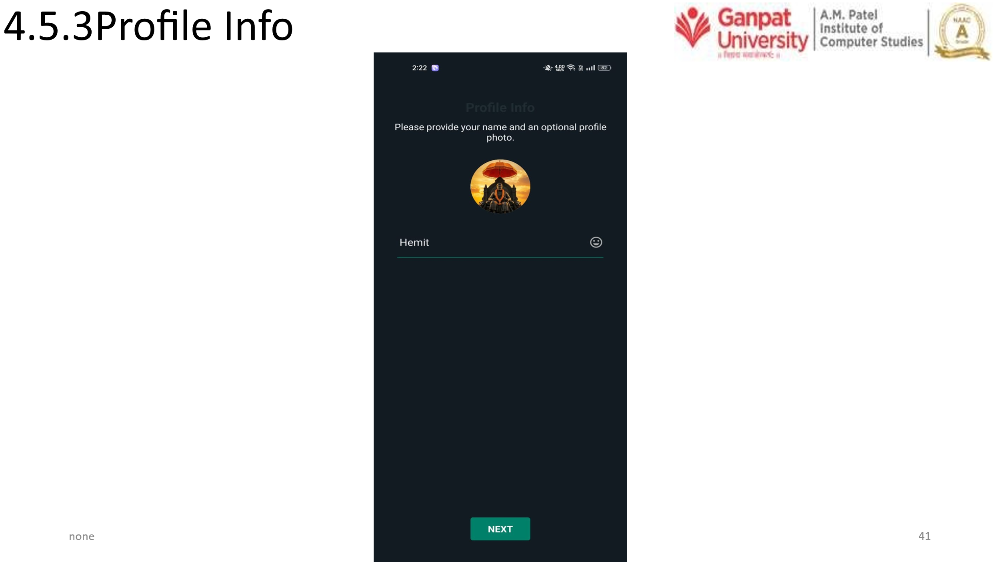 4.5.3Profile Info
Ganpat
University
A.M. Patel
Institute of
Computer Studies
NAAC
A
2:22
4.00
KB/S
Vo
LTE
82
Profile Info
Please provide your name and an optional profile
photo.
Hemit
NEXT
none
41